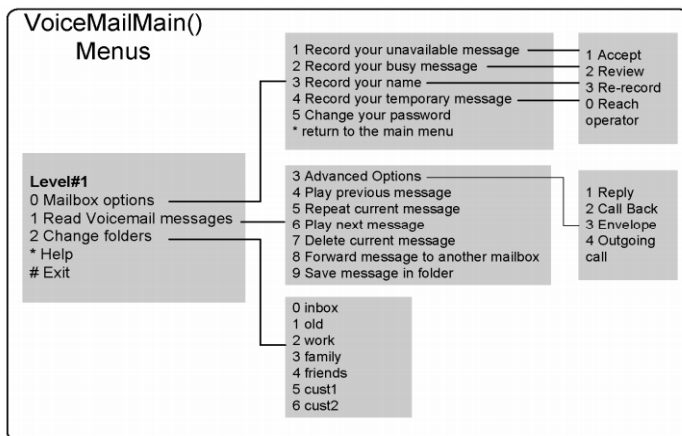 VoiceMailMain()
Menus
Level#1
0 Mailbox options
1 Read Voicemail messages
2 Change folders
* Help
# Exit
1 Record your unavailable message
2 Record your busy message
3 Record your name
4 Record your temporary message
5 Change your password
* return to the main menu
1 Accept
2 Review
3 Re-record
0 Reach
operator
3 Advanced Options
4 Play previous message
5 Repeat current message
6 Play next message
7 Delete current message
8 Forward message to another mailbox
9 Save message in folder
1 Reply
2 Call Back
3 Envelope
4 Outgoing
call
0 inbox
1 old
2 work
3 family
4 friends
5 cust1
6 cust2